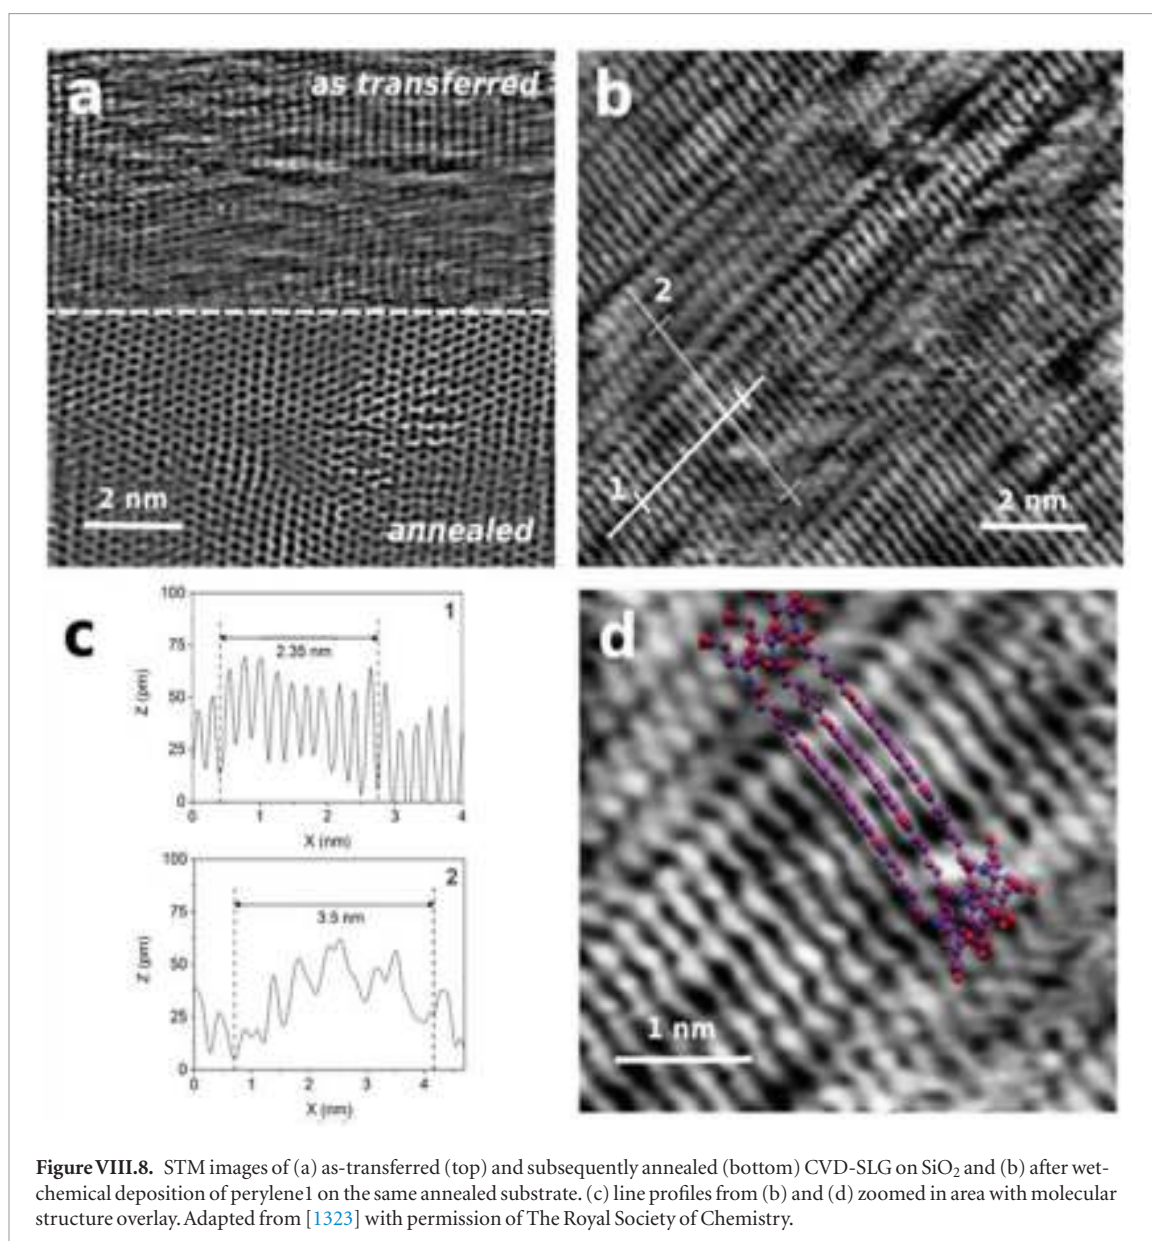 a
as transferred
2 nm
annealed
b
2
1
2 nm
c
100
75
50
25
0
Z (pm)
1
2.35 nm
0 1 2 3 4
X (nm)
100
75
50
25
0
Z (pm)
2
3.5 nm
0 1 2 3 4
X (nm)
d
1 nm
Figure VIII.8. STM images of (a) as-transferred (top) and subsequently annealed (bottom) CVD-SLG on SiO₂ and (b) after wet-
chemical deposition of perylene1 on the same annealed substrate. (c) line profiles from (b) and (d) zoomed in area with molecular
structure overlay. Adapted from [1323] with permission of The Royal Society of Chemistry.